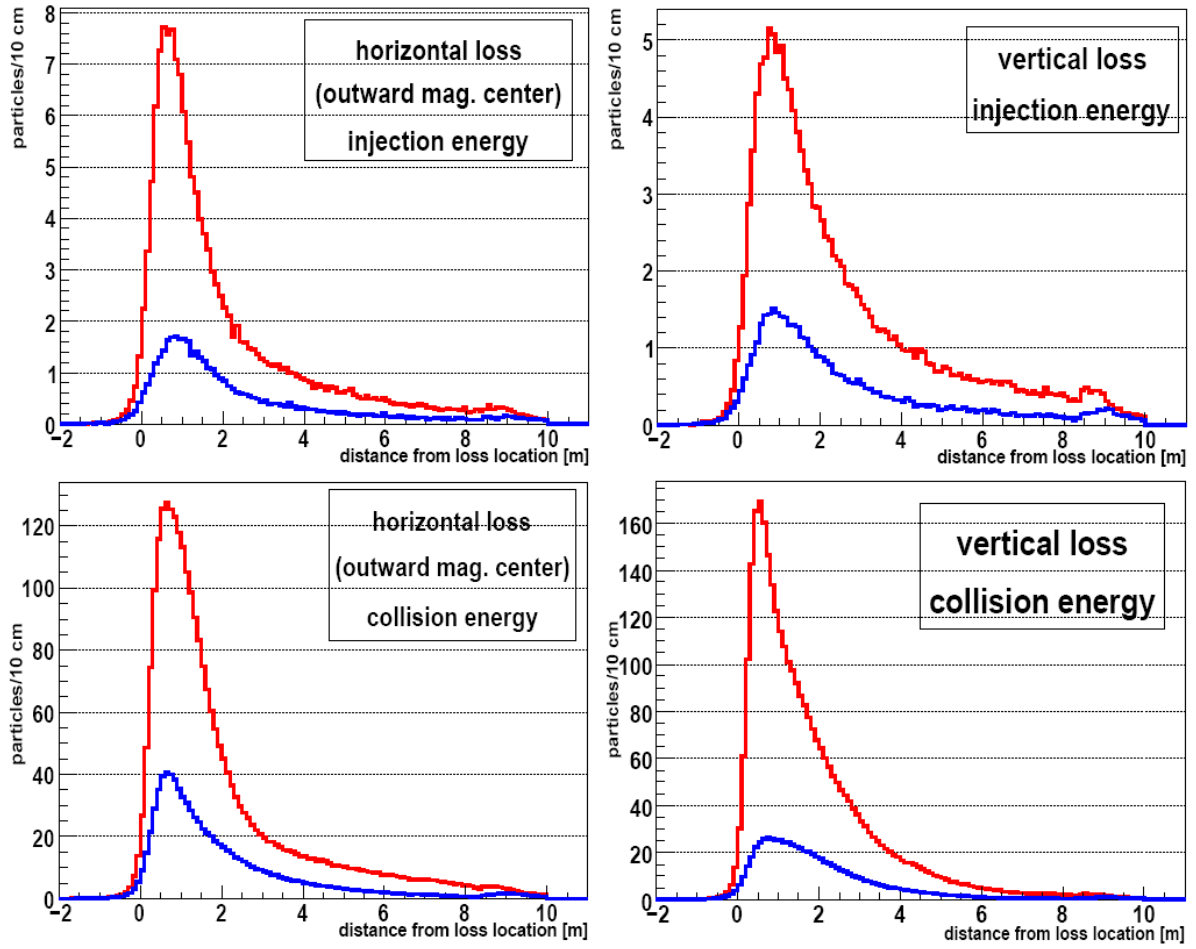 particles/10 cm
8
7
6
5
4
3
2
1
0
horizontal loss
(outward mag. center)
injection energy
−2 0 2 4 6 8 10
distance from loss location [m]
particles/10 cm
5
4
3
2
1
0
vertical loss
injection energy
−2 0 2 4 6 8 10
distance from loss location [m]
particles/10 cm
120
100
80
60
40
20
0
horizontal loss
(outward mag. center)
collision energy
−2 0 2 4 6 8 10
distance from loss location [m]
particles/10 cm
160
140
120
100
80
60
40
20
0
vertical loss
collision energy
−2 0 2 4 6 8 10
distance from loss location [m]